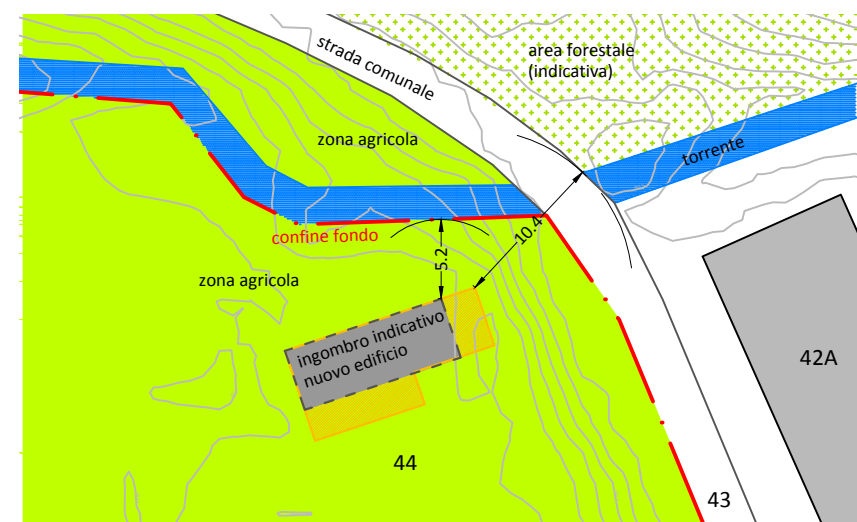 strada comunale
area forestale
(indicativa)
zona agricola
torrente
confine fondo
10.4
5.2
zona agricola
ingombro indicativo
nuovo edificio
42A
44
43